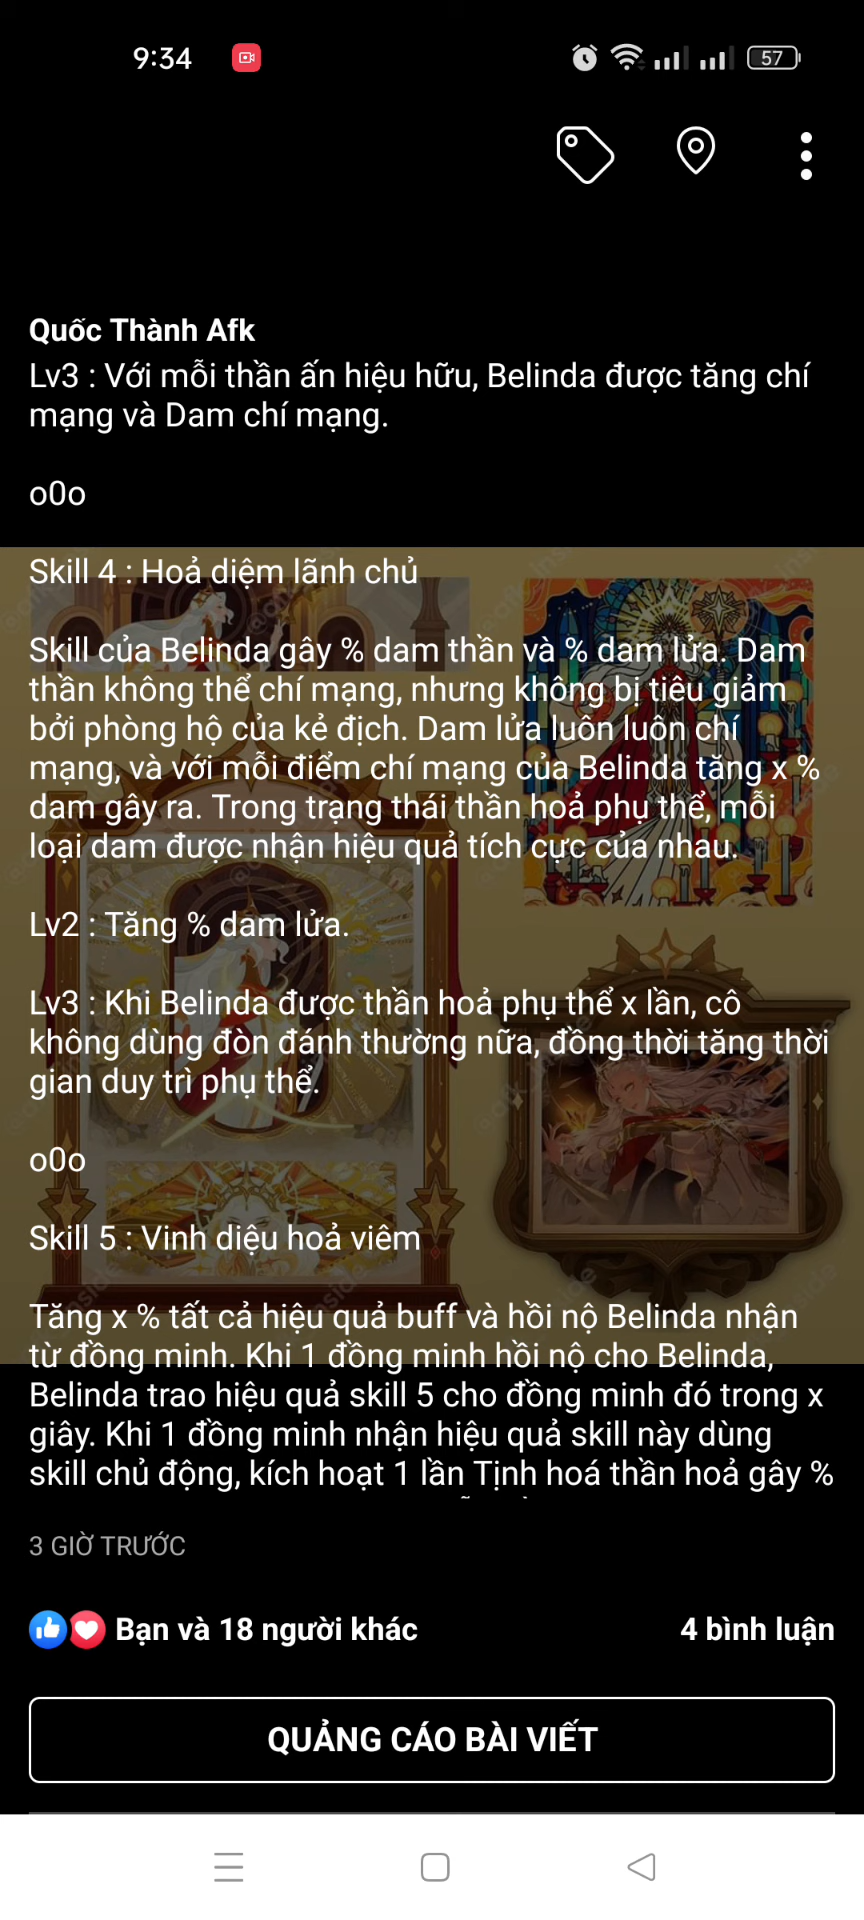 9:34
57
Quốc Thành Afk
Lv3 : Với mỗi thần ấn hiệu hữu, Belinda được tăng chí
mạng và Dam chí mạng.
o0o
Skill 4 : Hoả diệm lãnh chủ
Skill của Belinda gây % dam thần và % dam lửa. Dam
thần không thể chí mạng, nhưng không bị tiêu giảm
bởi phòng hộ của kẻ địch. Dam lửa luôn luôn chí
mạng, và với mỗi điểm chí mạng của Belinda tăng x %
dam gây ra. Trong trạng thái thần hoả phụ thể, mỗi
loại dam được nhận hiệu quả tích cực của nhau.
Lv2 : Tăng % dam lửa.
Lv3 : Khi Belinda được thần hoả phụ thể x lần, cô
không dùng đòn đánh thường nữa, đồng thời tăng thời
gian duy trì phụ thể.
o0o
Skill 5 : Vinh diệu hoả viêm
Tăng x % tất cả hiệu quả buff và hồi nộ Belinda nhận
từ đồng minh. Khi 1 đồng minh hồi nộ cho Belinda,
Belinda trao hiệu quả skill 5 cho đồng minh đó trong x
giây. Khi 1 đồng minh nhận hiệu quả skill này dùng
skill chủ động, kích hoạt 1 lần Tịnh hoá thần hoả gây %
3 GIỜ TRƯỚC
Bạn và 18 người khác
4 bình luận
QUẢNG CÁO BÀI VIẾT